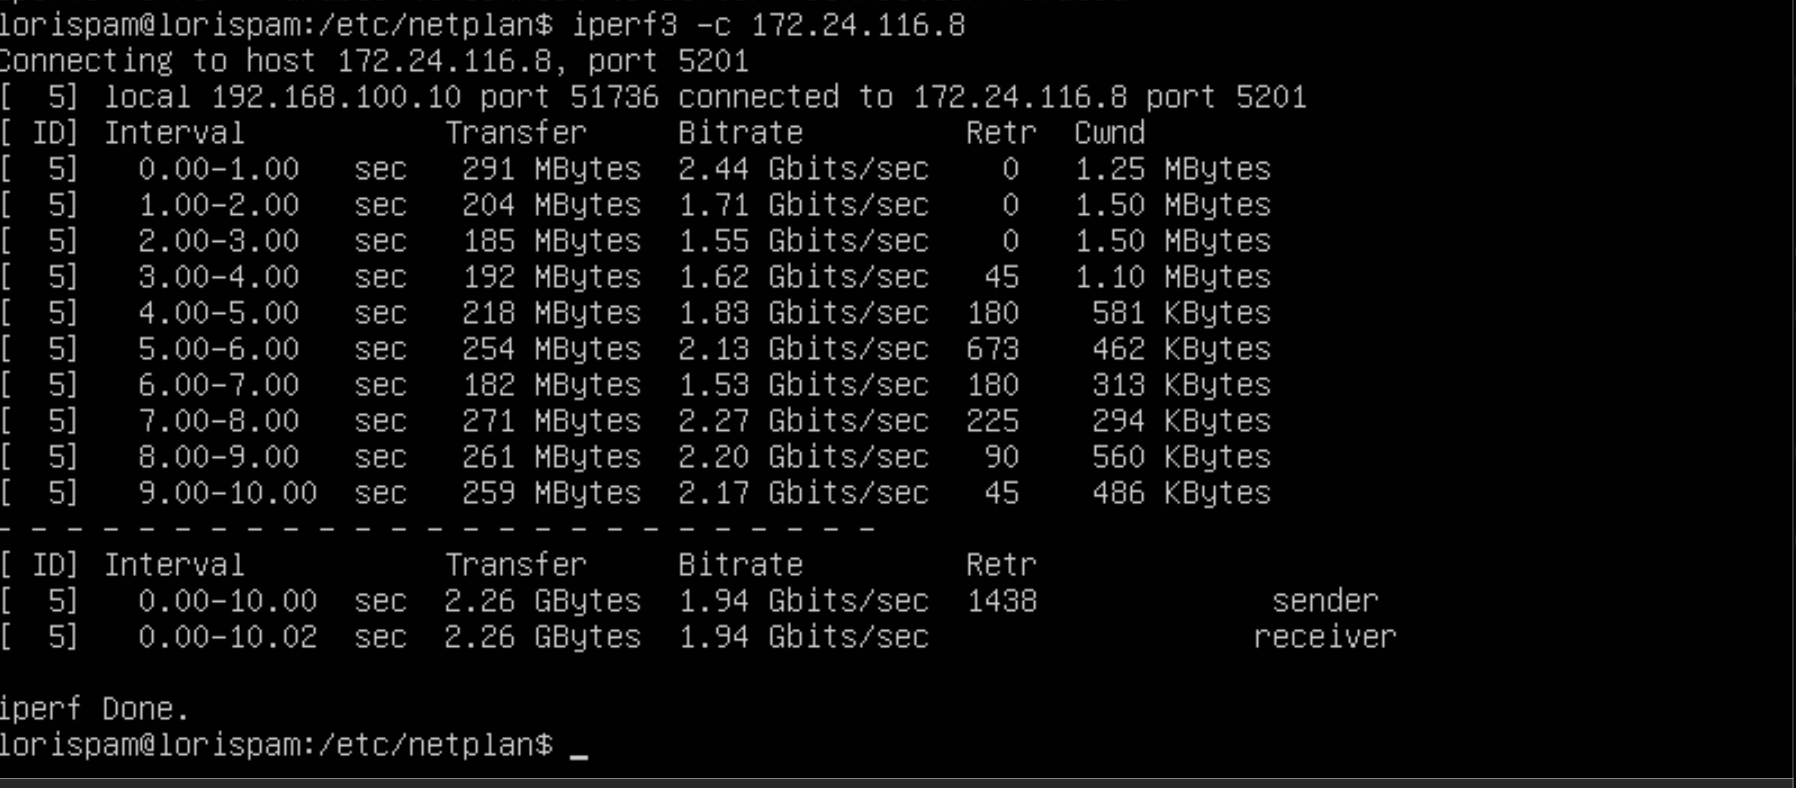 lorispam@lorispam:/etc/netplan$ iperf3 -c 172.24.116.8
Connecting to host 172.24.116.8, port 5201
[  5] local 192.168.100.10 port 51736 connected to 172.24.116.8 port 5201
[ ID] Interval           Transfer     Bitrate         Retr  Cwnd
[  5]   0.00-1.00   sec   291 MBytes  2.44 Gbits/sec    0   1.25 MBytes
[  5]   1.00-2.00   sec   204 MBytes  1.71 Gbits/sec    0   1.50 MBytes
[  5]   2.00-3.00   sec   185 MBytes  1.55 Gbits/sec    0   1.50 MBytes
[  5]   3.00-4.00   sec   192 MBytes  1.62 Gbits/sec   45   1.10 MBytes
[  5]   4.00-5.00   sec   218 MBytes  1.83 Gbits/sec  180    581 KBytes
[  5]   5.00-6.00   sec   254 MBytes  2.13 Gbits/sec  673    462 KBytes
[  5]   6.00-7.00   sec   182 MBytes  1.53 Gbits/sec  180    313 KBytes
[  5]   7.00-8.00   sec   271 MBytes  2.27 Gbits/sec  225    294 KBytes
[  5]   8.00-9.00   sec   261 MBytes  2.20 Gbits/sec   90    560 KBytes
[  5]   9.00-10.00  sec   259 MBytes  2.17 Gbits/sec   45    486 KBytes
- - - - - - - - - - - - - - - - - - - - - - - - -
[ ID] Interval           Transfer     Bitrate         Retr
[  5]   0.00-10.00  sec  2.26 GBytes  1.94 Gbits/sec  1438             sender
[  5]   0.00-10.02  sec  2.26 GBytes  1.94 Gbits/sec                  receiver
iperf Done.
lorispam@lorispam:/etc/netplan$ _